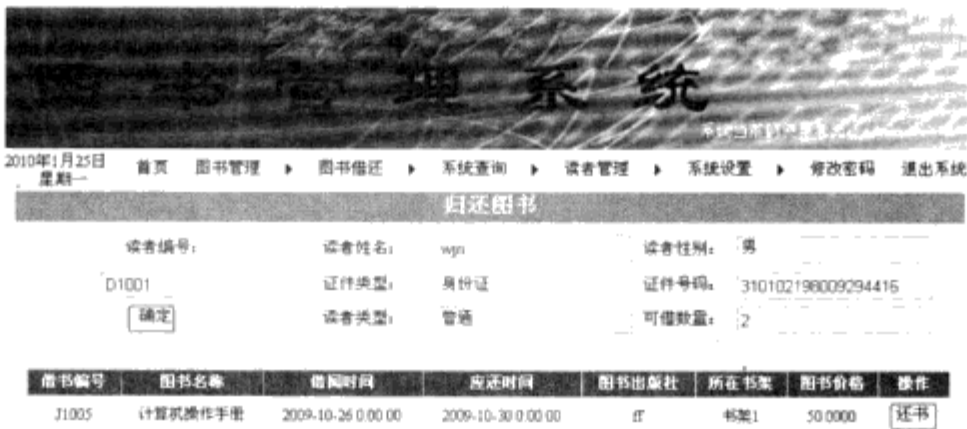 书管理系统
2010年1月25日 星期一 首页 图书管理 图书借还 系统查询 读者管理 系统设置 修改密码 退出系统
归还图书
读者编号： 读者姓名： wjn 读者性别： 男
D1001 证件类型： 身份证 证件号码： 310102198009294416
确定 读者类型： 普通 可借数量： 2
借书编号 图书名称 借阅时间 应还时间 图书出版社 所在书架 图书价格 操作
J1005 计算机操作手册 2009-10-26 0:00:00 2009-10-30 0:00:00 ff 书架1 50.0000 还书